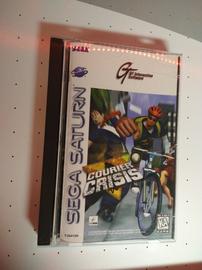 GT Interactive
Software
SEGA SATURN
COURIER
CRISIS